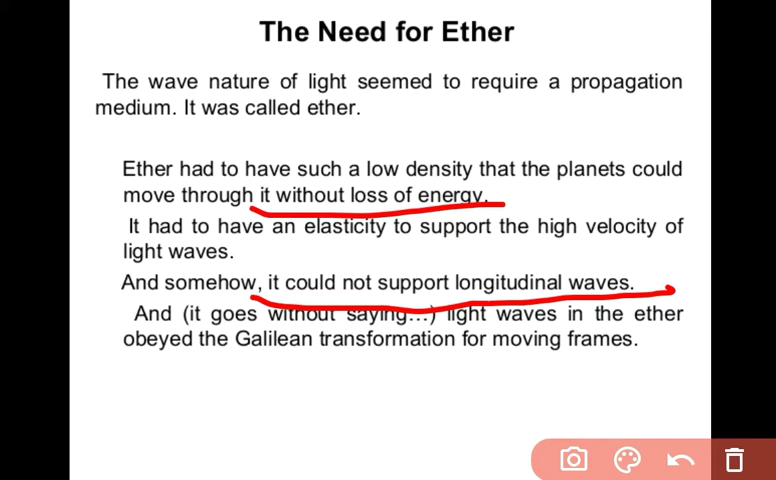 The Need for Ether
The wave nature of light seemed to require a propagation
medium. It was called ether.
Ether had to have such a low density that the planets could
move through it without loss of energy.
It had to have an elasticity to support the high velocity of
light waves.
And somehow, it could not support longitudinal waves.
And (it goes without saying...) light waves in the ether
obeyed the Galilean transformation for moving frames.